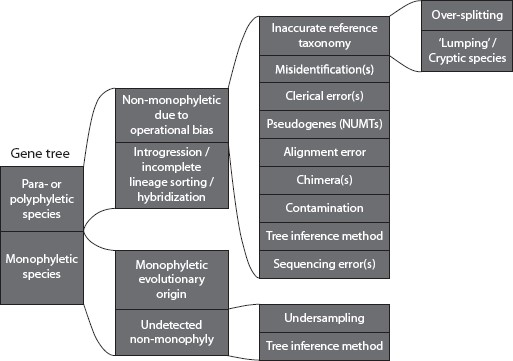 Gene tree
Para- or
polyphyletic
species
Monophyletic
species
Non-monophyletic
due to
operational bias
Introgression /
incomplete
lineage sorting /
hybridization
Monophyletic
evolutionary
origin
Undetected
non-monophyly
Inaccurate reference
taxonomy
Misidentification(s)
Clerical error(s)
Pseudogenes (NUMTs)
Alignment error
Chimera(s)
Contamination
Tree inference method
Sequencing error(s)
Undersampling
Tree inference method
Over-splitting
‘Lumping’ /
Cryptic species